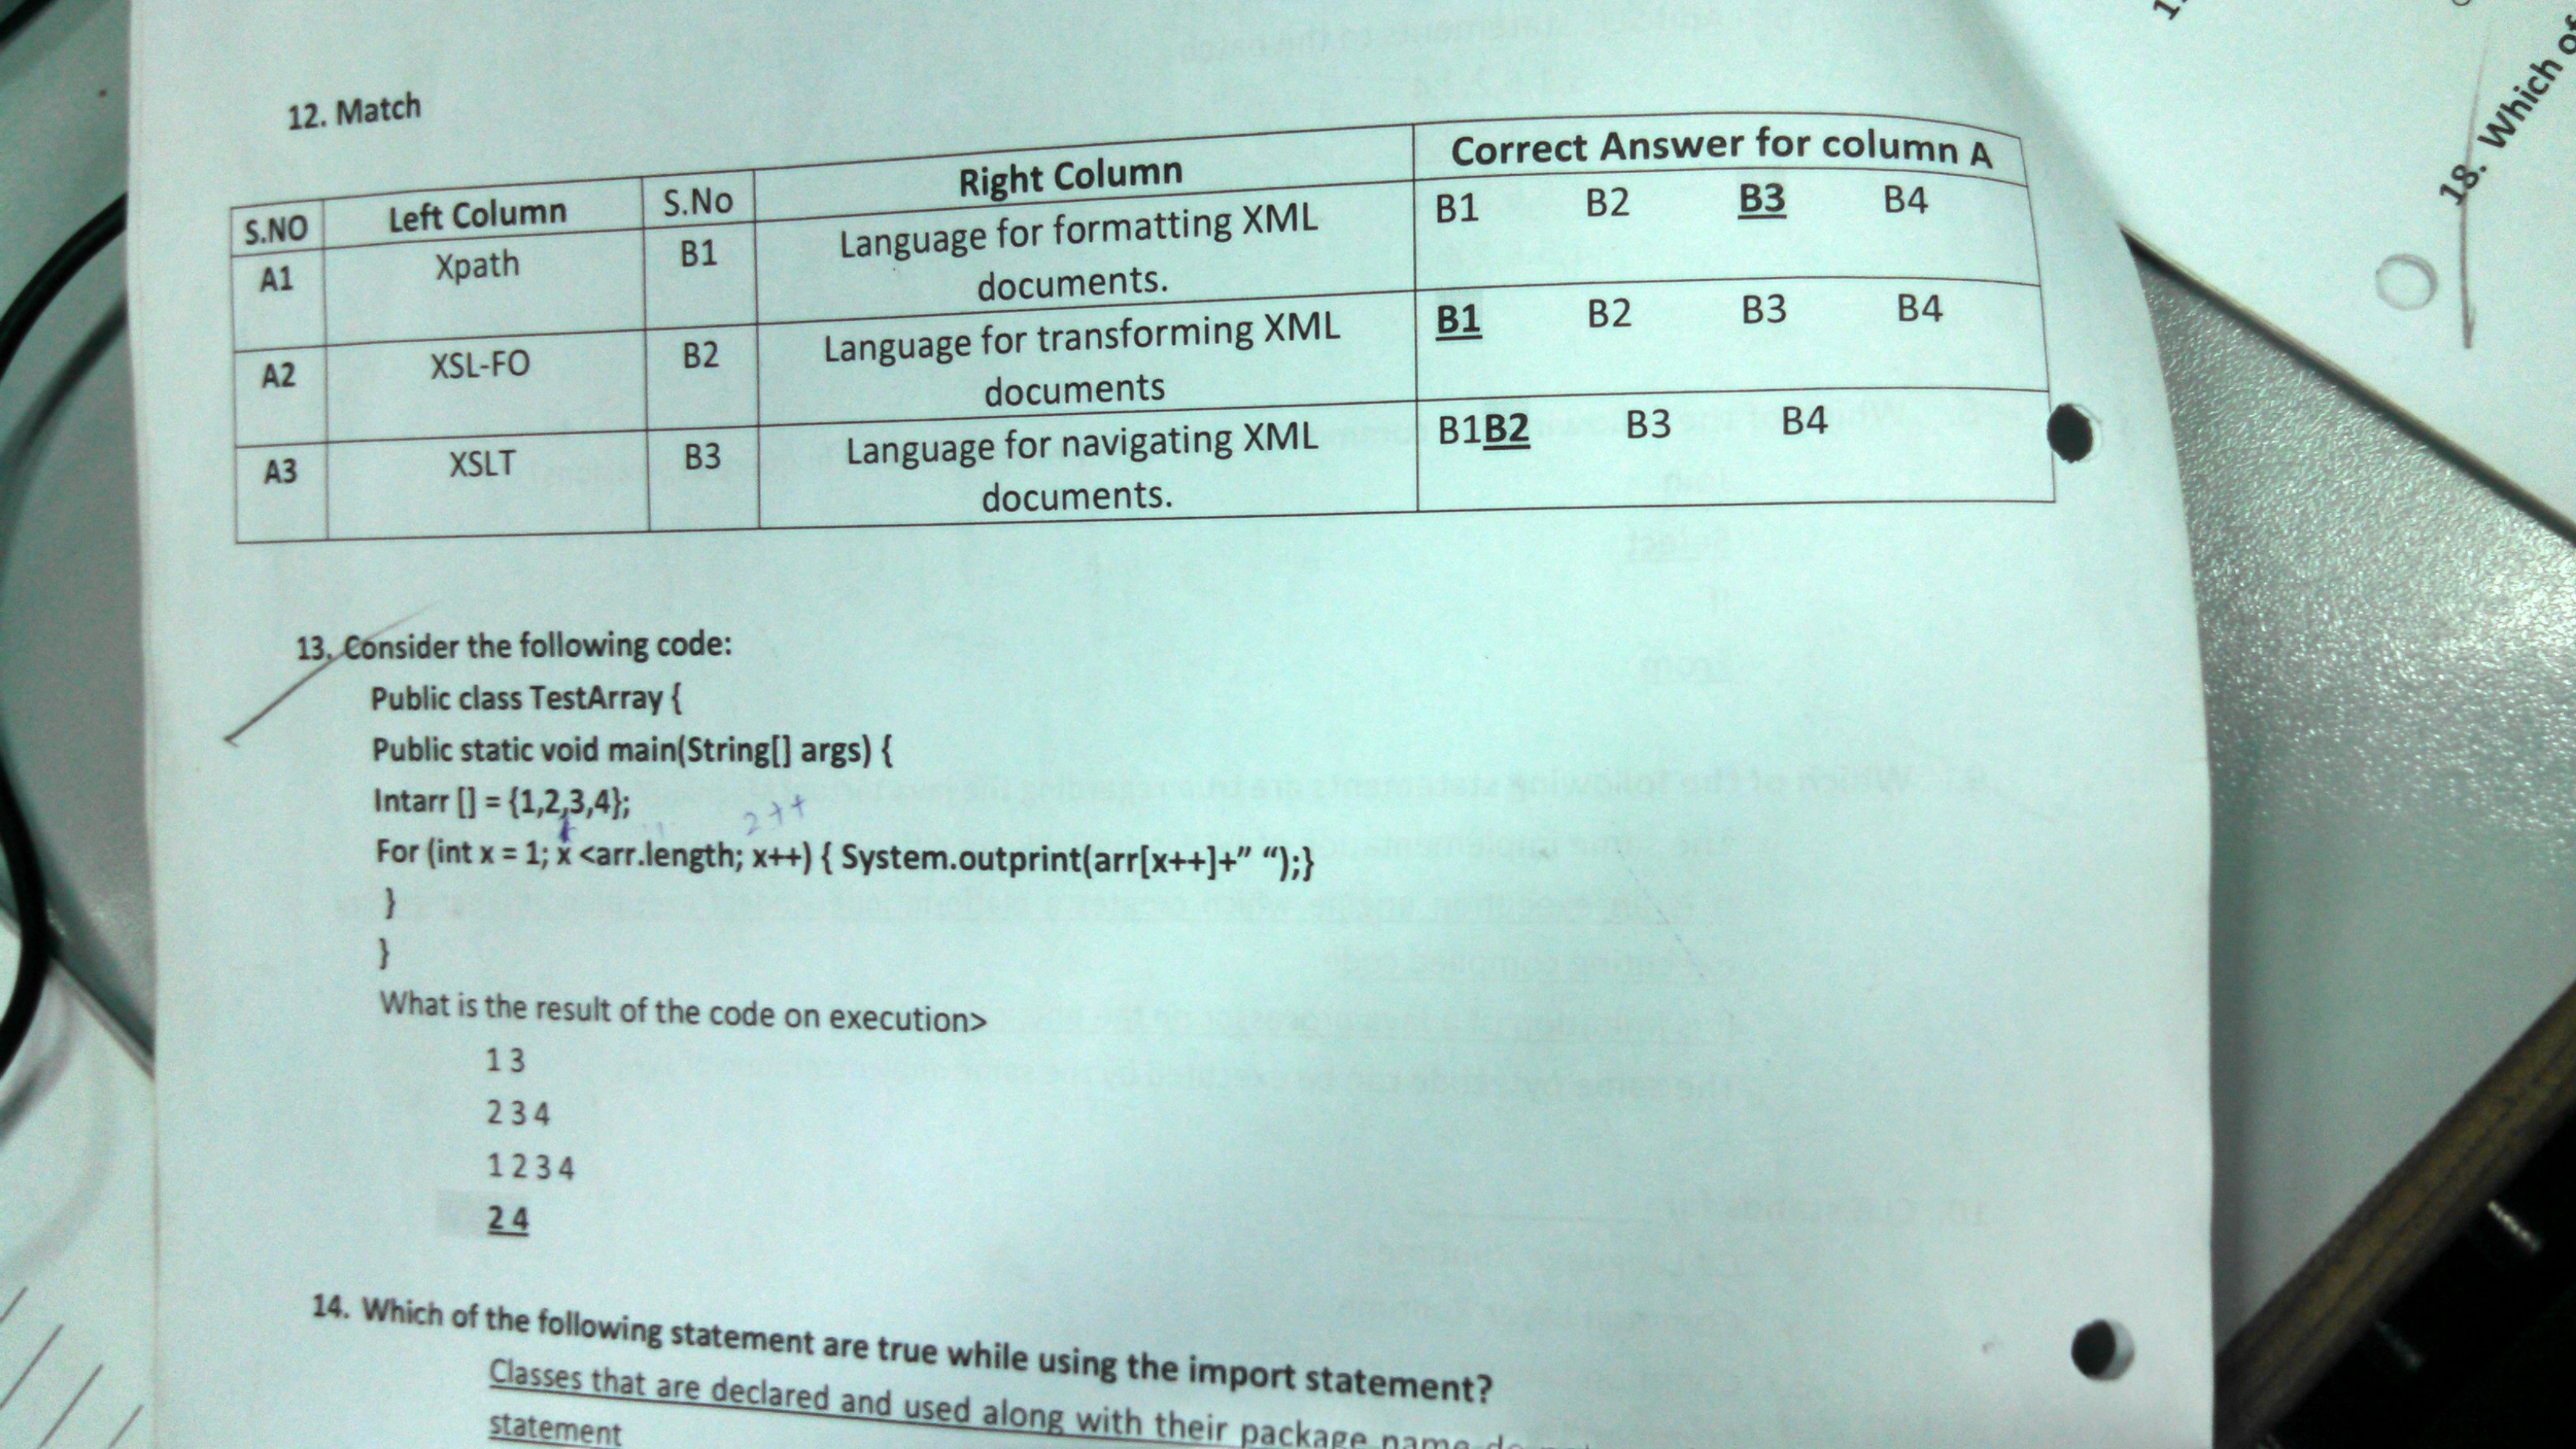 12. Match
S.NO Left Column S.No Right Column Correct Answer for column A
A1 Xpath B1 Language for formatting XML documents. B1 B2 B3 B4
A2 XSL-FO B2 Language for transforming XML documents B1 B2 B3 B4
A3 XSLT B3 Language for navigating XML documents. B1B2 B3 B4
13. Consider the following code:
Public class TestArray {
Public static void main(String[] args) {
Intarr [] = {1,2,3,4};
2++
For (int x = 1; x <arr.length; x++) { System.outprint(arr[x++]+” “);}
}
}
What is the result of the code on execution>
1 3
2 3 4
1 2 3 4
2 4
14. Which of the following statement are true while using the import statement?
Classes that are declared and used along with their package name do
statement
18. Which of